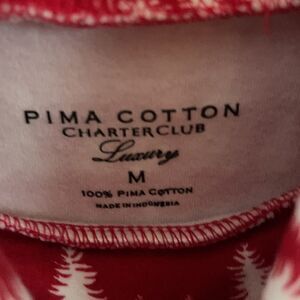 PIMA COTTON
CHARTER CLUB
Luxury
M
100% PIMA COTTON
MADE IN INDONESIA